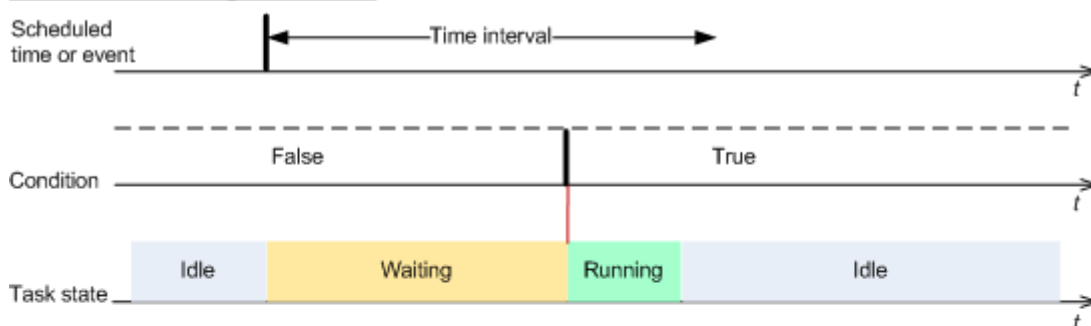 Scheduled
time or event
Time interval
t
False
True
Condition
t
Idle
Waiting
Running
Idle
Task state
t